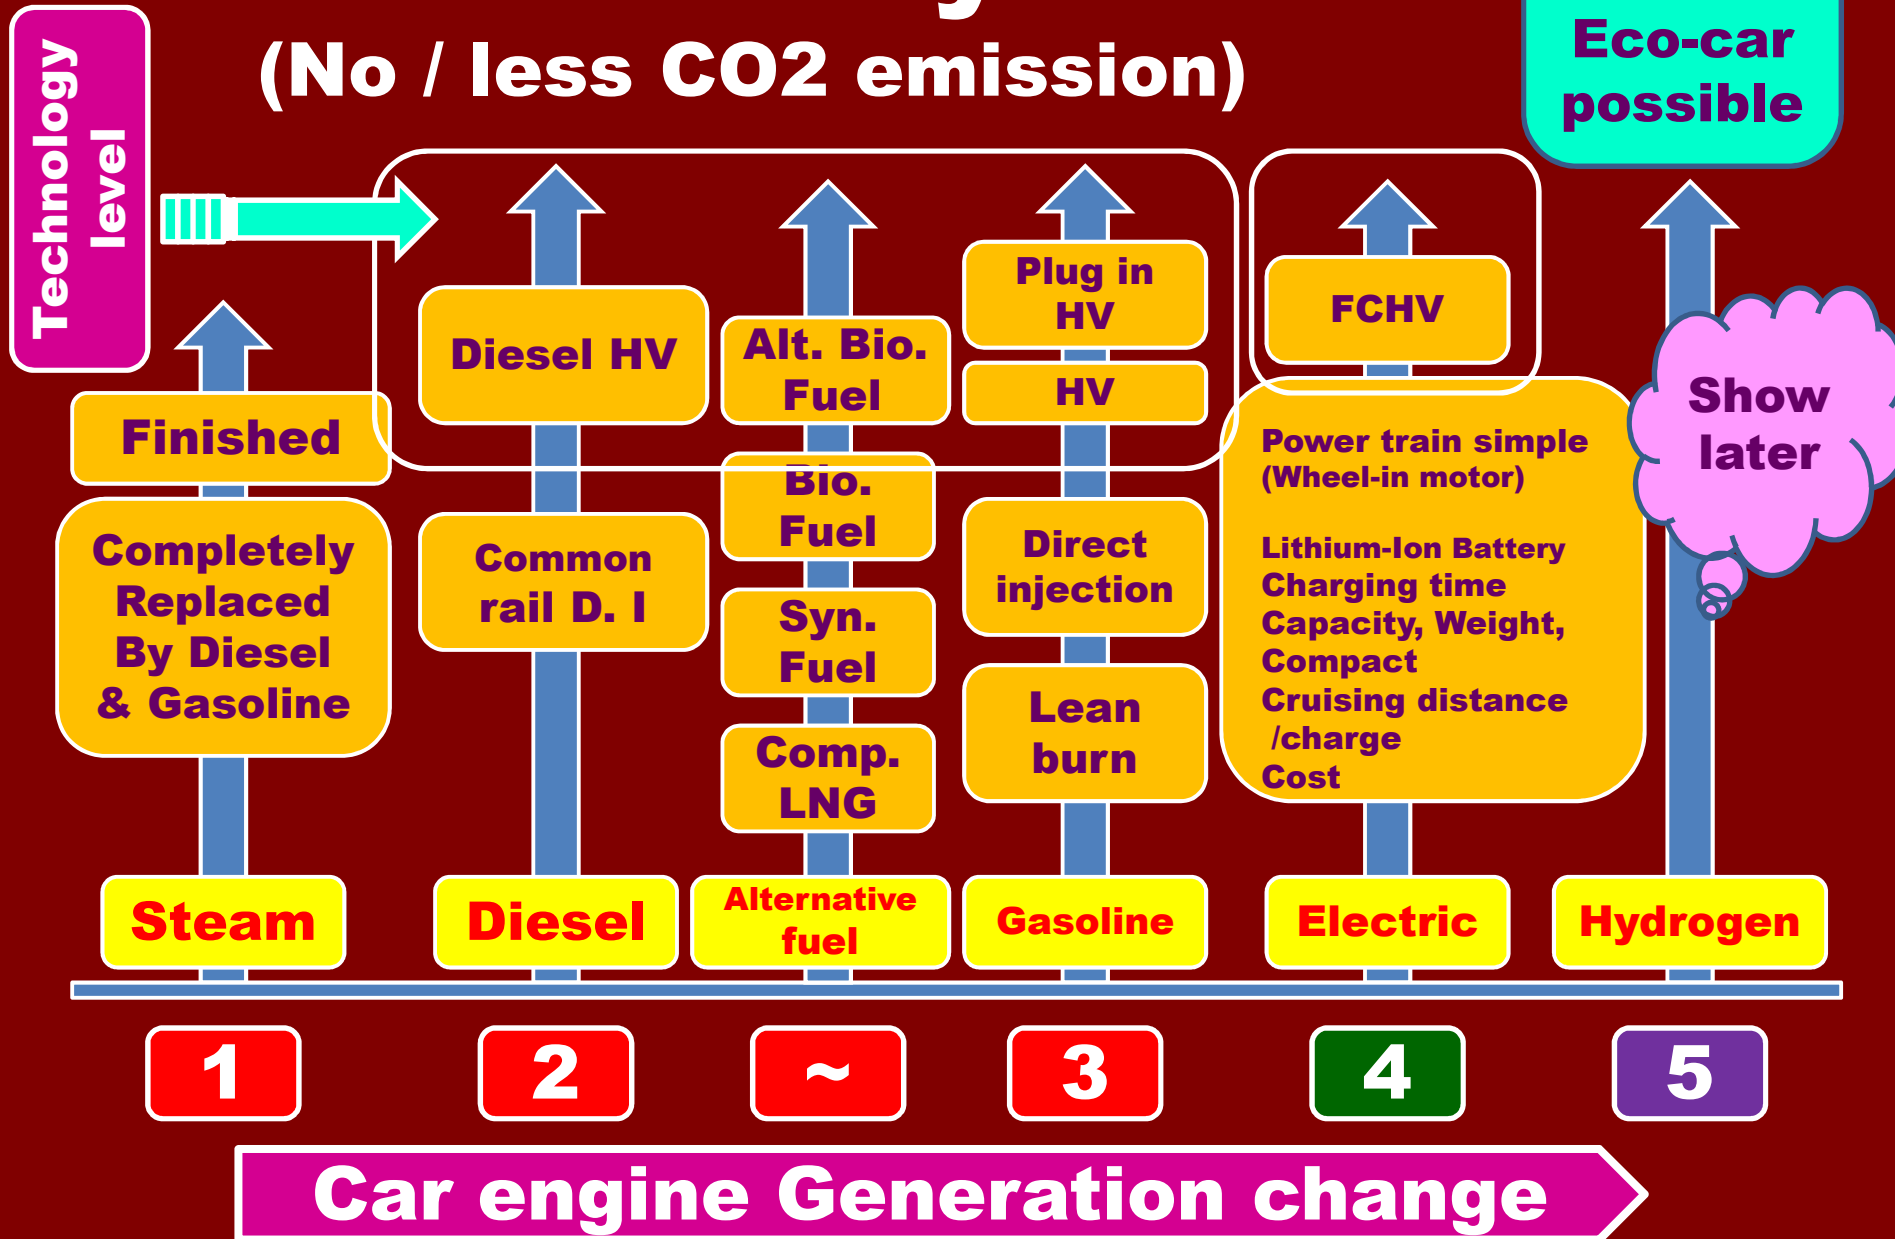 (No / less CO2 emission)
Technology
level
Eco-car
possible
Finished
Completely
Replaced
By Diesel
& Gasoline
Steam
Diesel HV
Common
rail D. I
Diesel
Alt. Bio.
Fuel
Bio.
Fuel
Syn.
Fuel
Comp.
LNG
Alternative
fuel
Plug in
HV
HV
Direct
injection
Lean
burn
Gasoline
FCHV
Power train simple
(Wheel-in motor)
Lithium-Ion Battery
Charging time
Capacity, Weight,
Compact
Cruising distance
/charge
Cost
Electric
Show
later
Hydrogen
1
2
~
3
4
5
Car engine Generation change